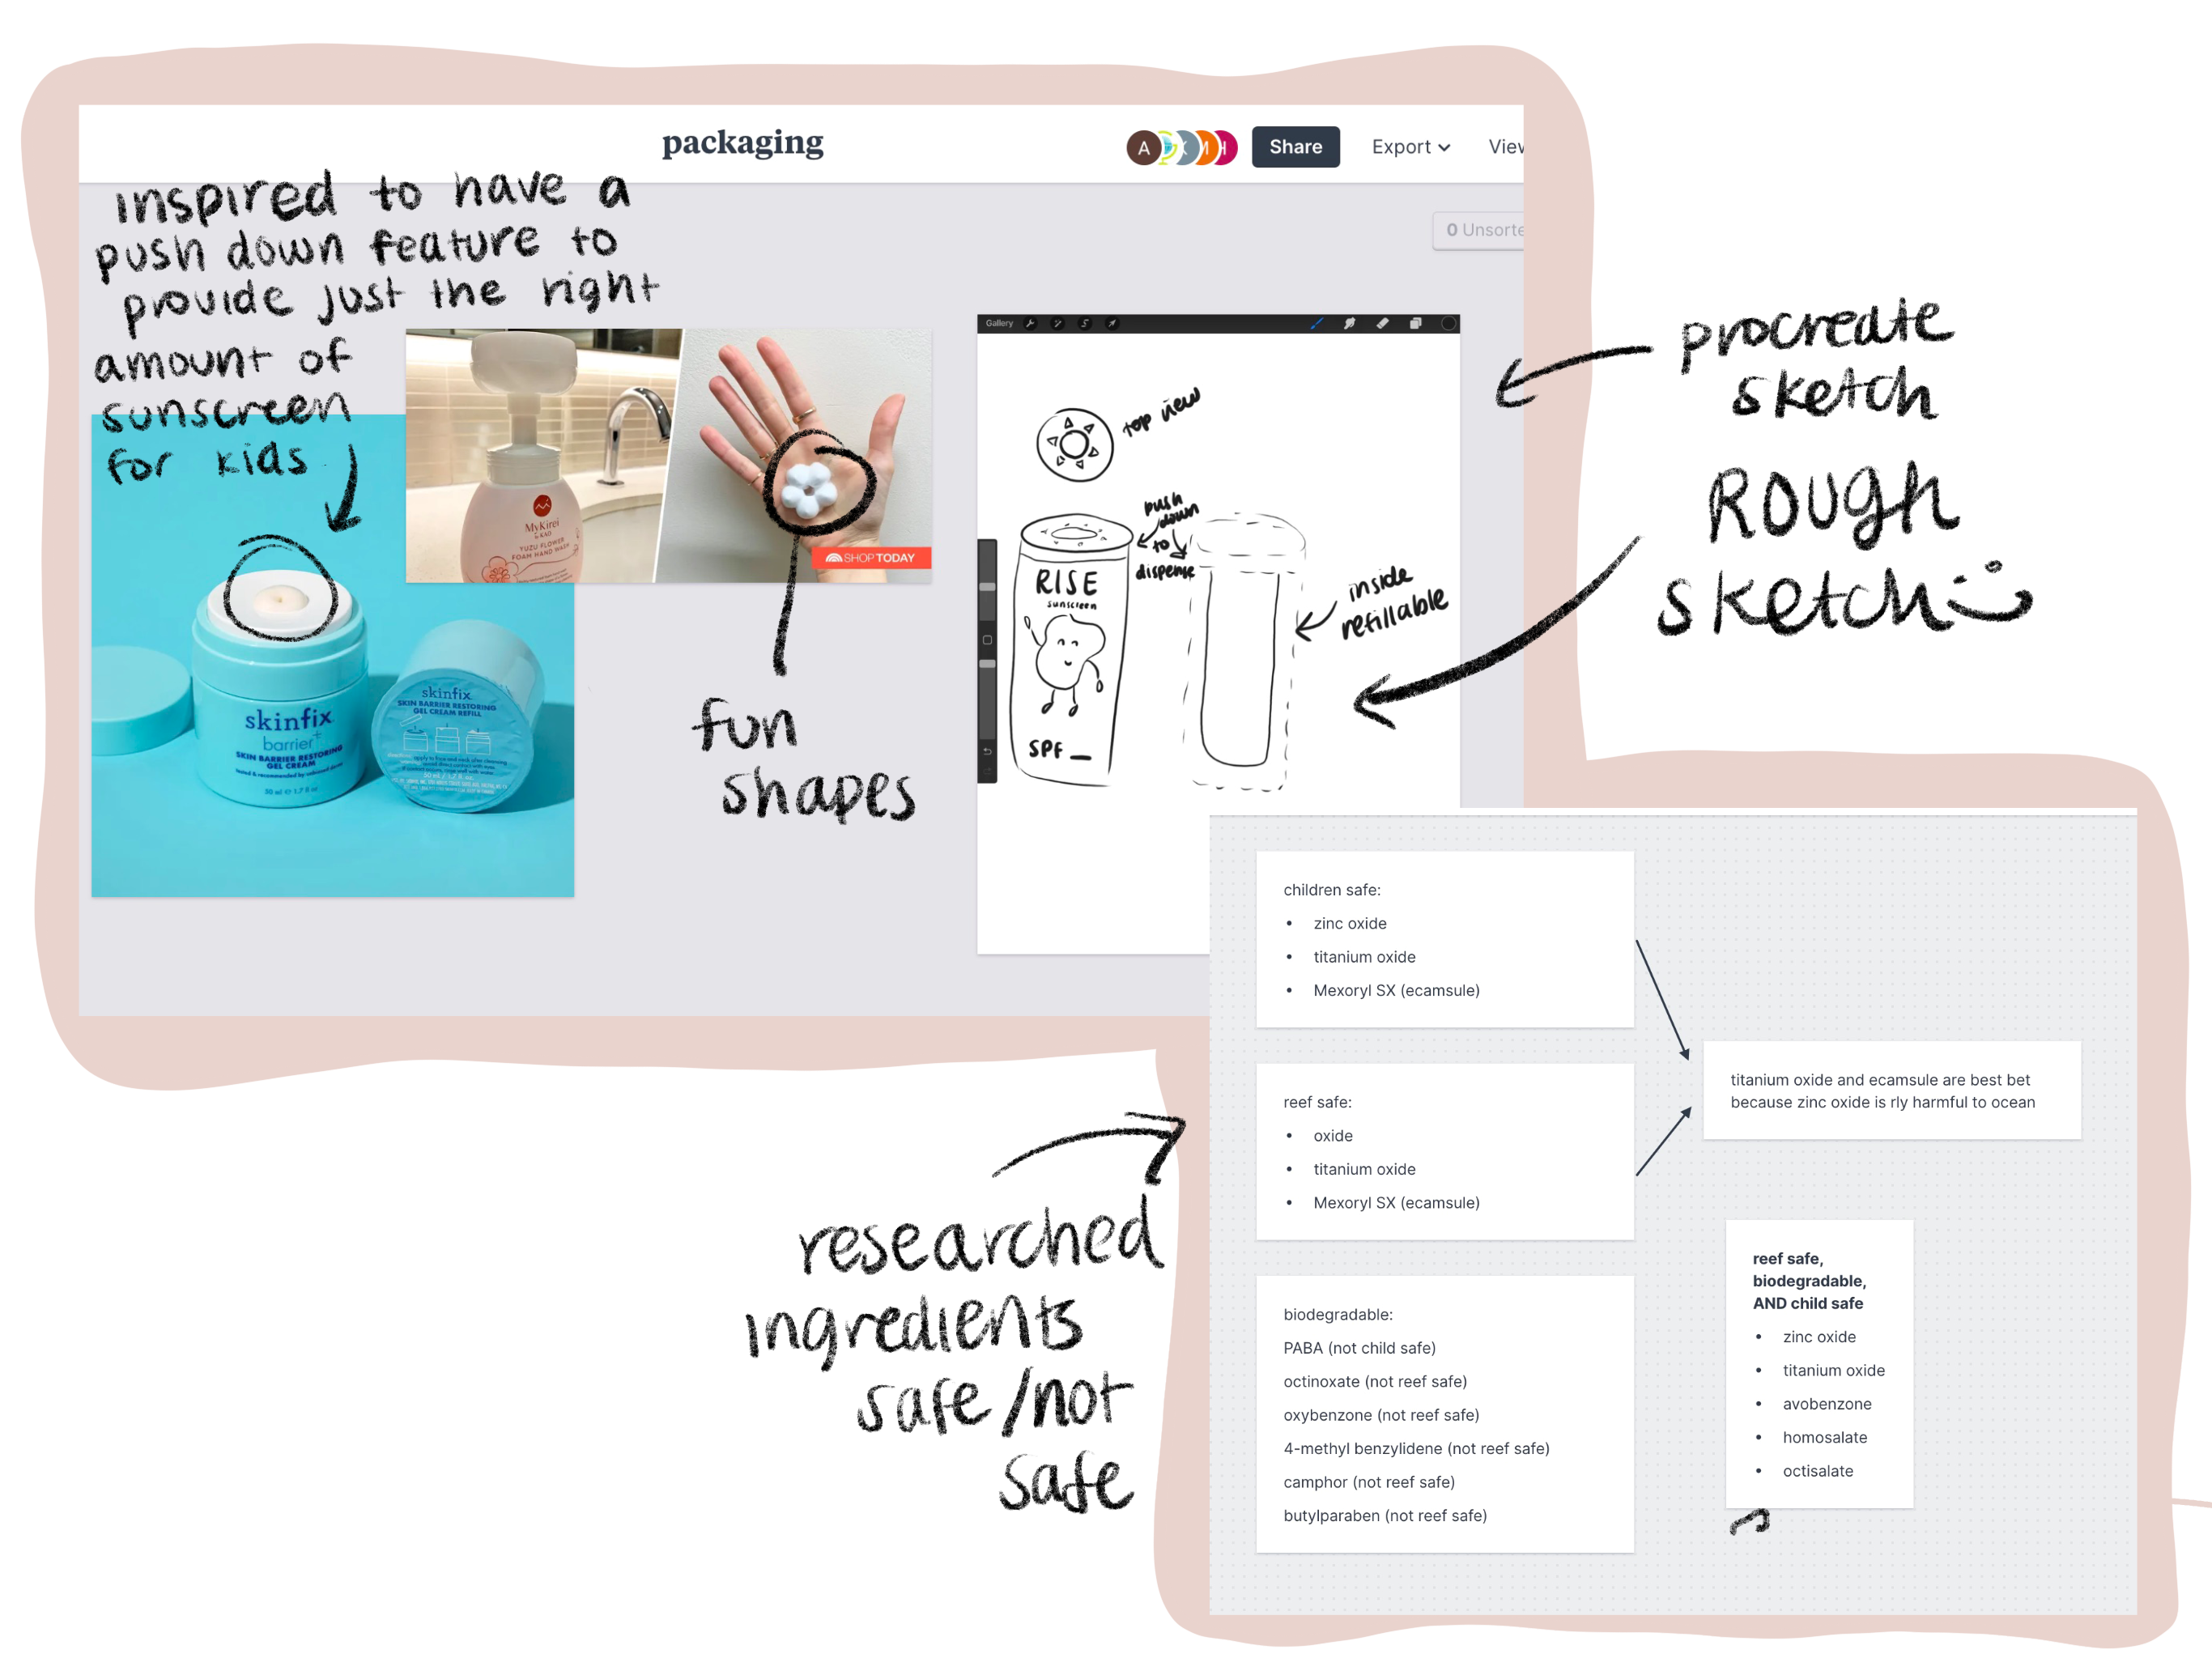 packaging
A
Share
Export
View
0 Unsorte
inspired to have a
push down feature to
provide just the right
amount of
sunscreen
for kids
MyKirei
by KAO
YUZU FLOWER
FOAM HAND WASH
SHOP TODAY
skinfix
barrier+
SKIN BARRIER RESTORING
GEL CREAM
50 ml e 1.7 fl oz
skinfix
SKIN BARRIER RESTORING
GEL CREAM REFILL
fun
shapes
Gallery
top view
push
down
to
dispense
RISE
sunscreen
SPF _
inside
refillable
procreate
sketch
ROUGH
sketch
children safe:
• zinc oxide
• titanium oxide
• Mexoryl SX (ecamsule)
reef safe:
• oxide
• titanium oxide
• Mexoryl SX (ecamsule)
biodegradable:
PABA (not child safe)
octinoxate (not reef safe)
oxybenzone (not reef safe)
4-methyl benzylidene (not reef safe)
camphor (not reef safe)
butylparaben (not reef safe)
titanium oxide and ecamsule are best bet
because zinc oxide is rly harmful to ocean
reef safe,
biodegradable,
AND child safe
• zinc oxide
• titanium oxide
• avobenzone
• homosalate
• octisalate
researched
ingredients
safe/not
safe